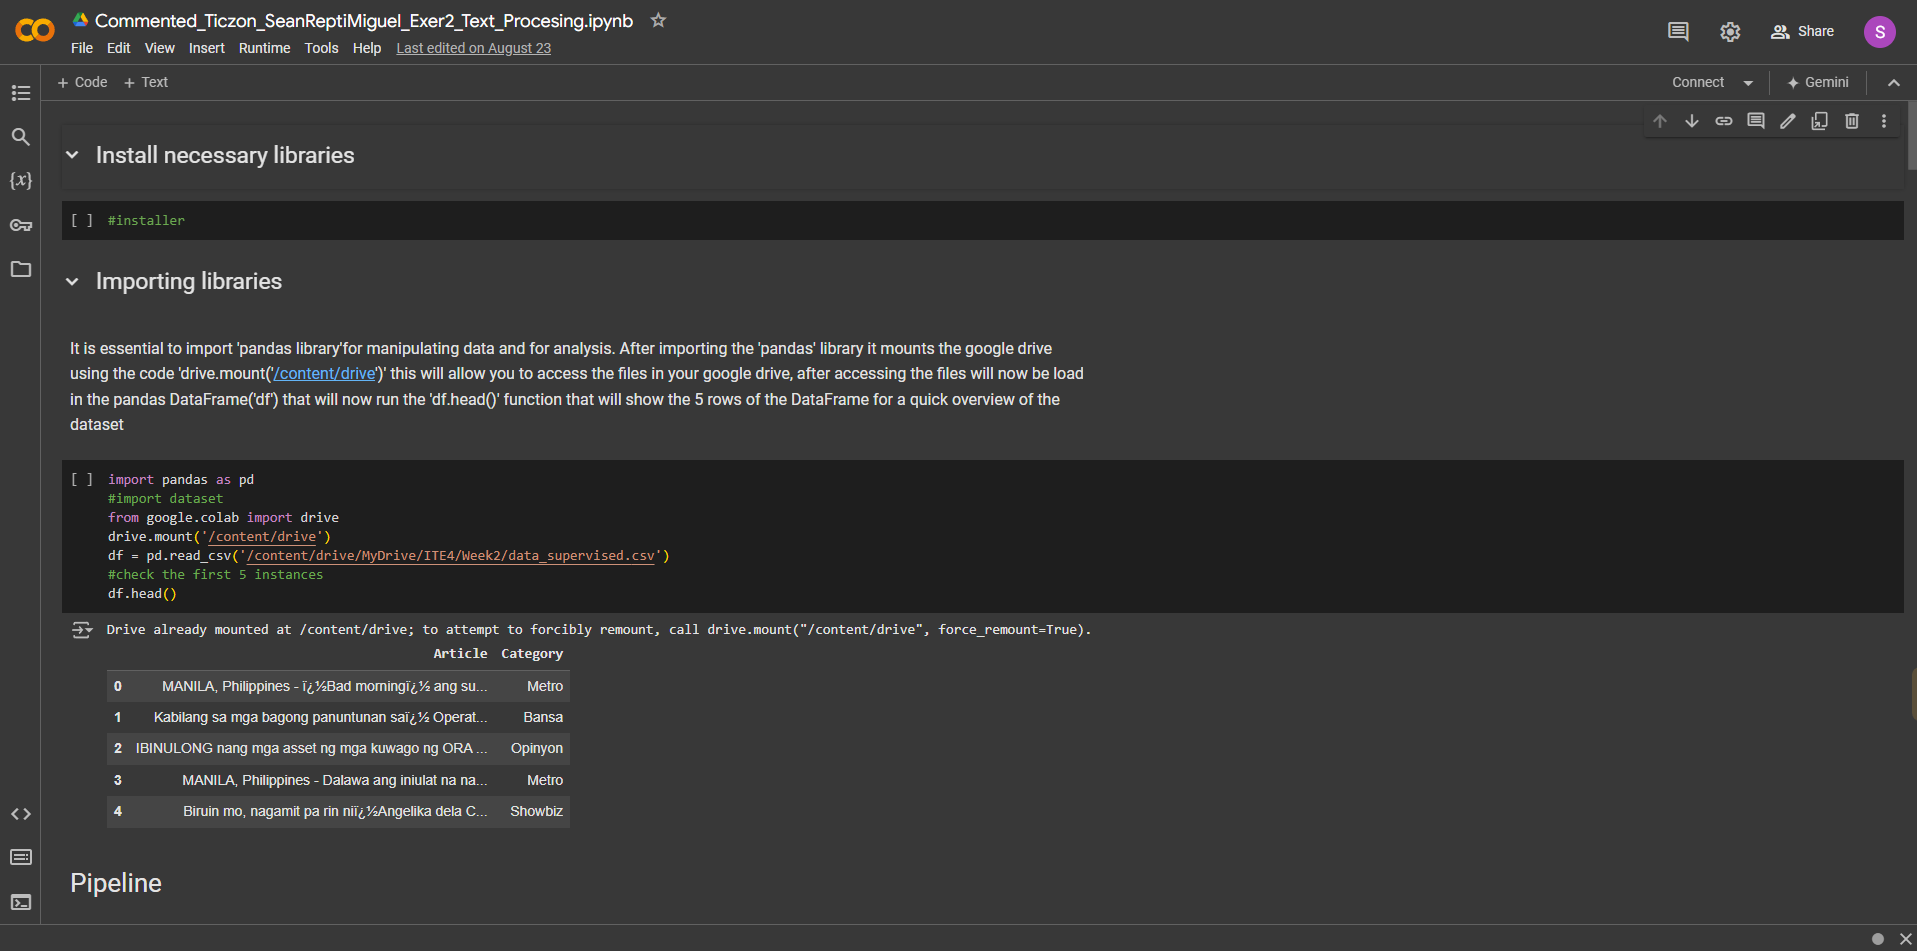 Commented_Ticzon_SeanReptiMiguel_Exer2_Text_Procesing.ipynb
File Edit View Insert Runtime Tools Help Last edited on August 23
Share
S
+ Code + Text
Connect
Gemini
Install necessary libraries
[ ] #installer
Importing libraries
It is essential to import 'pandas library'for manipulating data and for analysis. After importing the 'pandas' library it mounts the google drive
using the code 'drive.mount('/content/drive')' this will allow you to access the files in your google drive, after accessing the files will now be load
in the pandas DataFrame('df') that will now run the 'df.head()' function that will show the 5 rows of the DataFrame for a quick overview of the
dataset
[ ] import pandas as pd
#import dataset
from google.colab import drive
drive.mount('/content/drive')
df = pd.read_csv('/content/drive/MyDrive/ITE4/Week2/data_supervised.csv')
#check the first 5 instances
df.head()
Drive already mounted at /content/drive; to attempt to forcibly remount, call drive.mount("/content/drive", force_remount=True).
Article Category
0 MANILA, Philippines - ï¿½Bad morningï¿½ ang su... Metro
1 Kabilang sa mga bagong panuntunan saï¿½ Operat... Bansa
2 IBINULONG nang mga asset ng mga kuwago ng ORA ... Opinyon
3 MANILA, Philippines - Dalawa ang iniulat na na... Metro
4 Biruin mo, nagamit pa rin niï¿½Angelika dela C... Showbiz
Pipeline